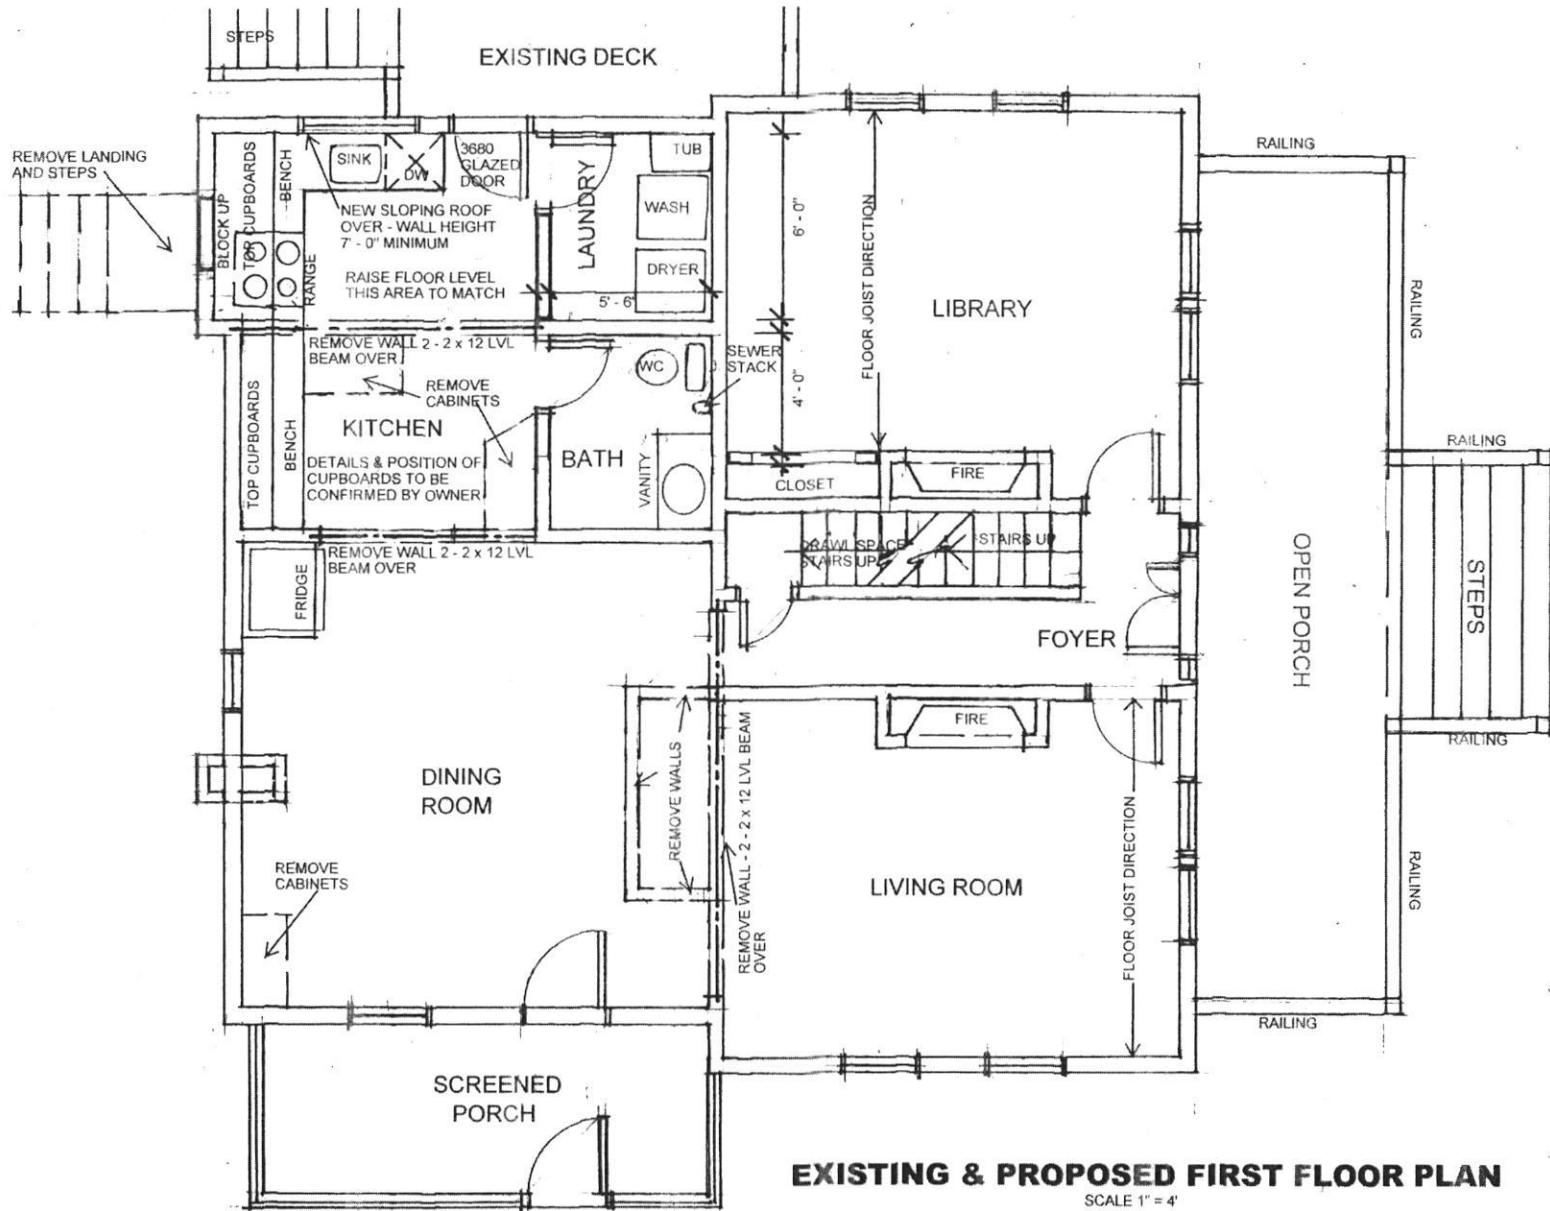 STEPS
EXISTING DECK
REMOVE LANDING
AND STEPS
BLOCK UP
TOP CUPBOARDS
BENCH
SINK
DW
3680
GLAZED
DOOR
LAUNDRY
TUB
WASH
DRYER
5' - 6"
NEW SLOPING ROOF
OVER - WALL HEIGHT
7' - 0" MINIMUM
RANGE
RAISE FLOOR LEVEL
THIS AREA TO MATCH
6' - 0"
4' - 0"
FLOOR JOIST DIRECTION
LIBRARY
RAILING
RAILING
REMOVE WALL 2 - 2 x 12 LVL
BEAM OVER
REMOVE
CABINETS
WC
SEWER
STACK
TOP CUPBOARDS
BENCH
KITCHEN
DETAILS & POSITION OF
CUPBOARDS TO BE
CONFIRMED BY OWNER
BATH
VANITY
CLOSET
FIRE
RAILING
STEPS
RAILING
OPEN PORCH
REMOVE WALL 2 - 2 x 12 LVL
BEAM OVER
FRIDGE
CRAWL SPACE
STAIRS UP
STAIRS UP
FOYER
FIRE
DINING
ROOM
REMOVE WALLS
REMOVE WALL - 2 - 2 x 12 LVL BEAM
OVER
LIVING ROOM
FLOOR JOIST DIRECTION
RAILING
RAILING
REMOVE
CABINETS
SCREENED
PORCH
EXISTING & PROPOSED FIRST FLOOR PLAN
SCALE 1" = 4'